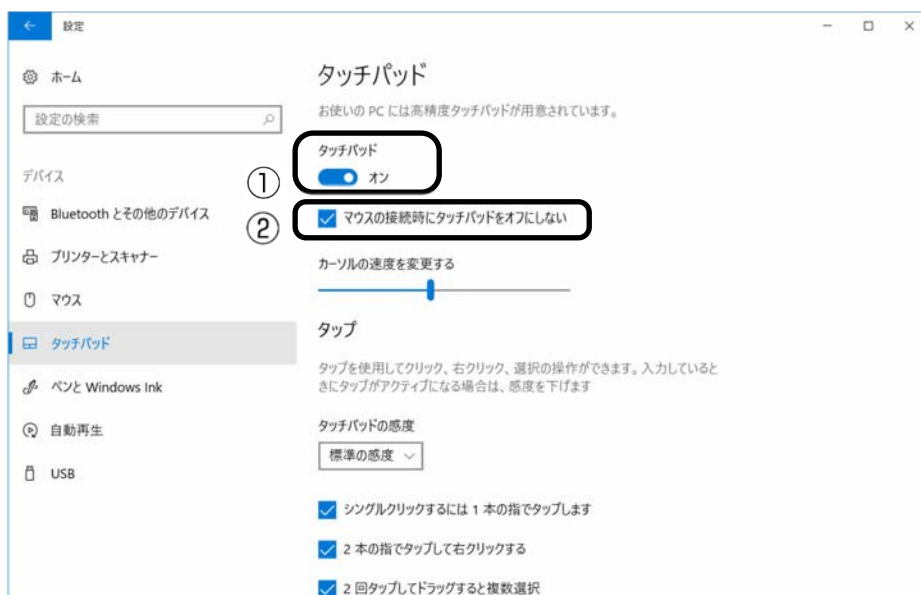 設定
ホーム
設定の検索
デバイス
Bluetooth とその他のデバイス
プリンターとスキャナー
マウス
タッチパッド
ペンと Windows Ink
自動再生
USB
タッチパッド
お使いの PC には高精度タッチパッドが用意されています。
タッチパッド
① オン
② マウスの接続時にタッチパッドをオフにしない
カーソルの速度を変更する
タップ
タップを使用してクリック、右クリック、選択の操作ができます。入力していると
きにタップがアクティブになる場合は、感度を下げます
タッチパッドの感度
標準の感度
シングルクリックするには 1 本の指でタップします
2 本の指でタップして右クリックする
2 回タップしてドラッグすると複数選択